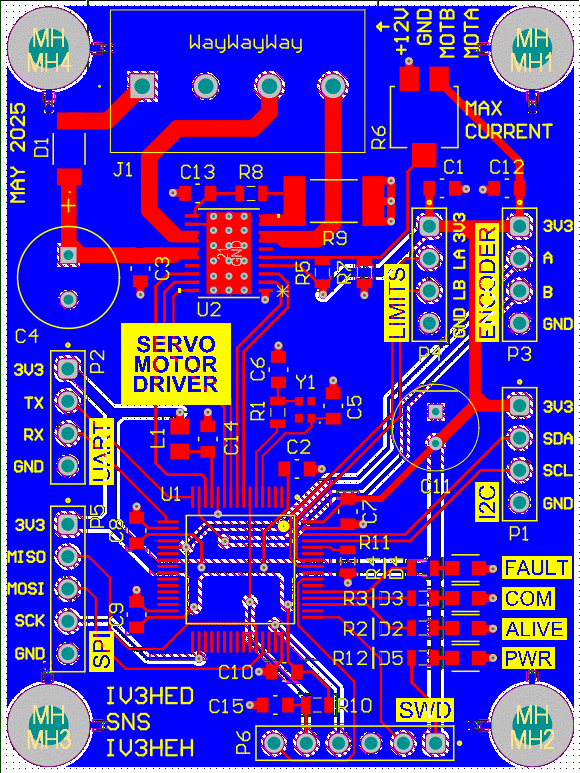 MH
MH4
WayWayWay
+12V
GND
MOTB
MOTA
MH
MH1
MAY 2025
D1
J1
R6
MAX
CURRENT
C13
R8
C1
C12
R9
C3
U2
GND
R5
R7
LIMITS
GND LB LA 3V3
P4
ENCODER
3V3
A
B
GND
P3
C4
SERVO
MOTOR
DRIVER
P2
3V3
TX
RX
GND
UART
L1
C14
C6
R1
Y1
C5
C2
C11
3V3
SDA
SCL
GND
I2C
P1
U1
C7
R11
P5
3V3
MISO
MOSI
SCK
GND
SPI
C8
C9
R4
D4
FAULT
R3
D3
COM
R2
D2
ALIVE
R12
D5
PWR
C10
C15
R10
SWD
P6
IV3HED
SNS
IV3HEH
MH
MH3
MH
MH2